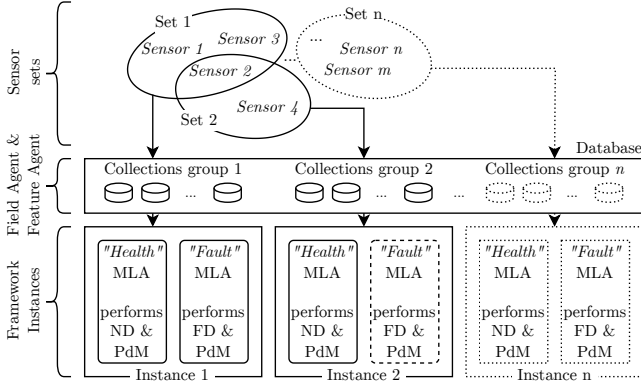 Sensor
sets
Set 1
Set n
Sensor 1
Sensor 3
...
...
Sensor n
Sensor 2
Sensor m
Sensor 4
Set 2
Field Agent &
Feature Agent
Database
Collections group 1
Collections group 2
Collections group n
...
...
...
...
Framework
Instances
"Health"
MLA
performs
ND &
PdM
"Fault"
MLA
performs
FD &
PdM
Instance 1
"Health"
MLA
performs
ND &
PdM
"Fault"
MLA
performs
FD &
PdM
Instance 2
"Health"
MLA
performs
ND &
PdM
"Fault"
MLA
performs
FD &
PdM
Instance n